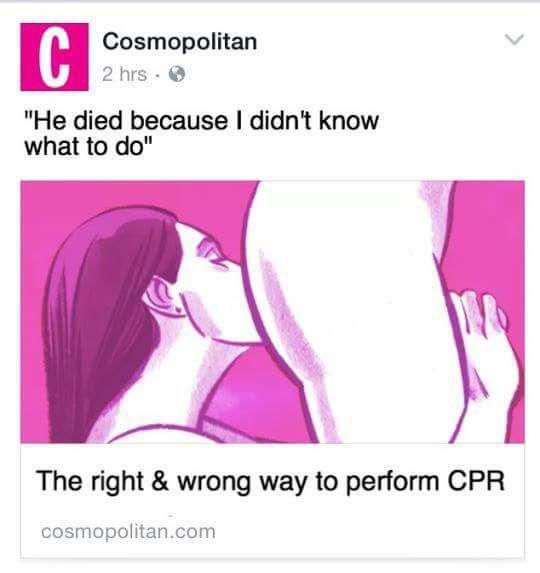 C
Cosmopolitan
2 hrs ·
"He died because I didn't know
what to do"
The right & wrong way to perform CPR
cosmopolitan.com